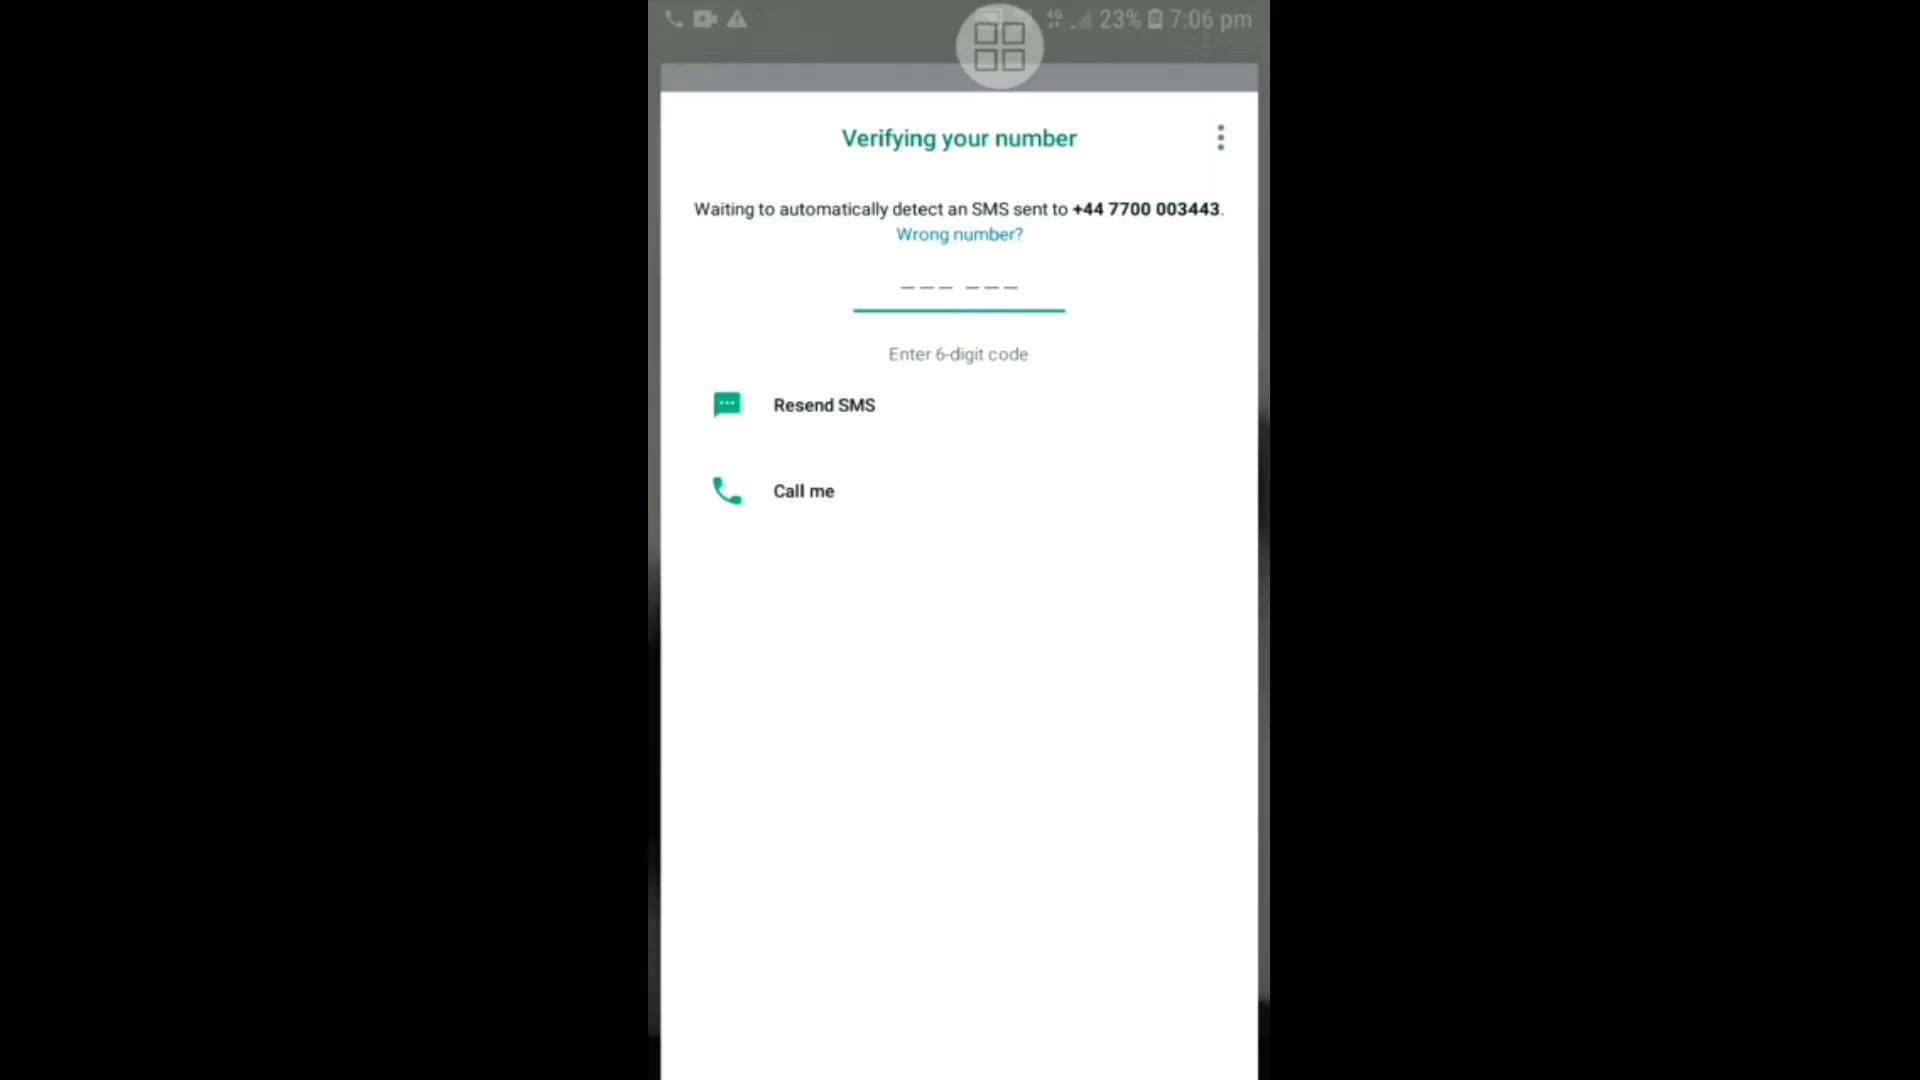 4G 23% 7:06 pm
Verifying your number
Waiting to automatically detect an SMS sent to +44 7700 003443.
Wrong number?
Enter 6-digit code
Resend SMS
Call me